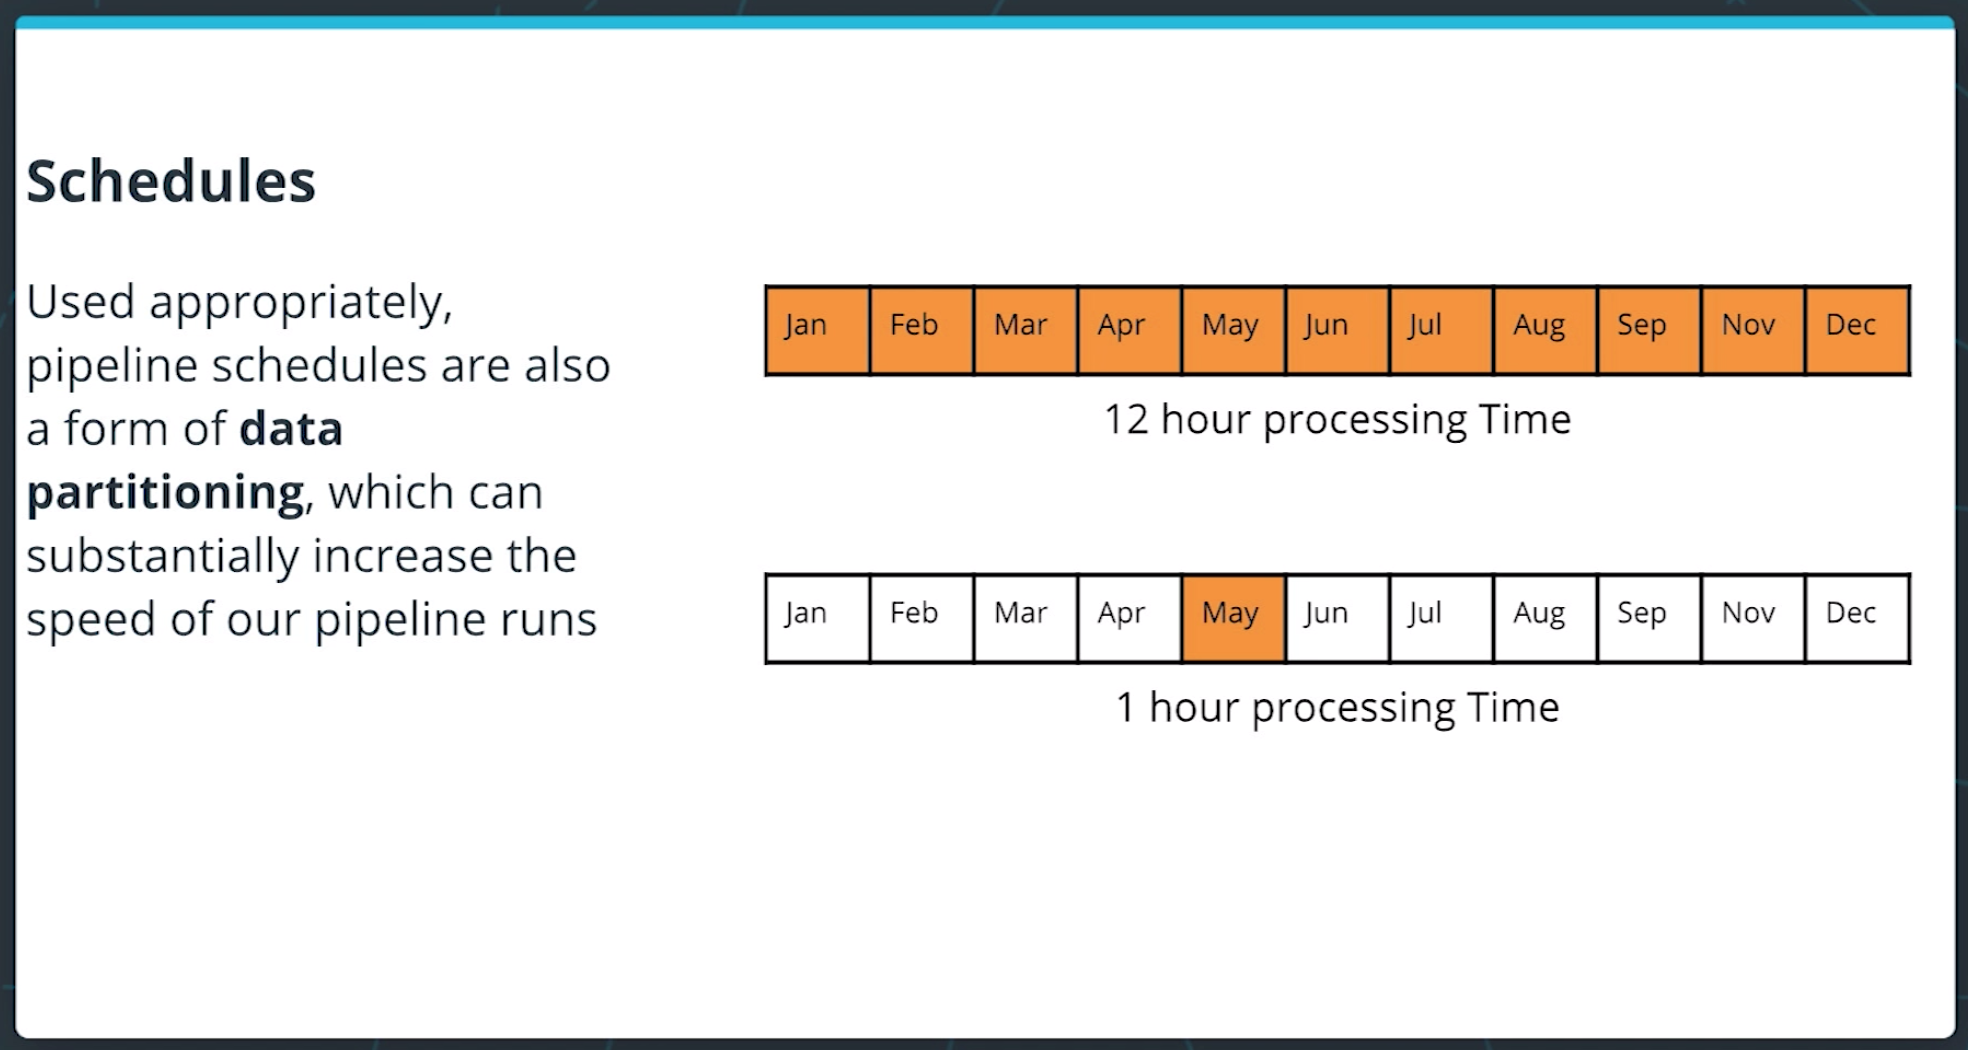 Schedules
Used appropriately,
pipeline schedules are also
a form of data
partitioning, which can
substantially increase the
speed of our pipeline runs
Jan Feb Mar Apr May Jun Jul Aug Sep Nov Dec
12 hour processing Time
Jan Feb Mar Apr May Jun Jul Aug Sep Nov Dec
1 hour processing Time